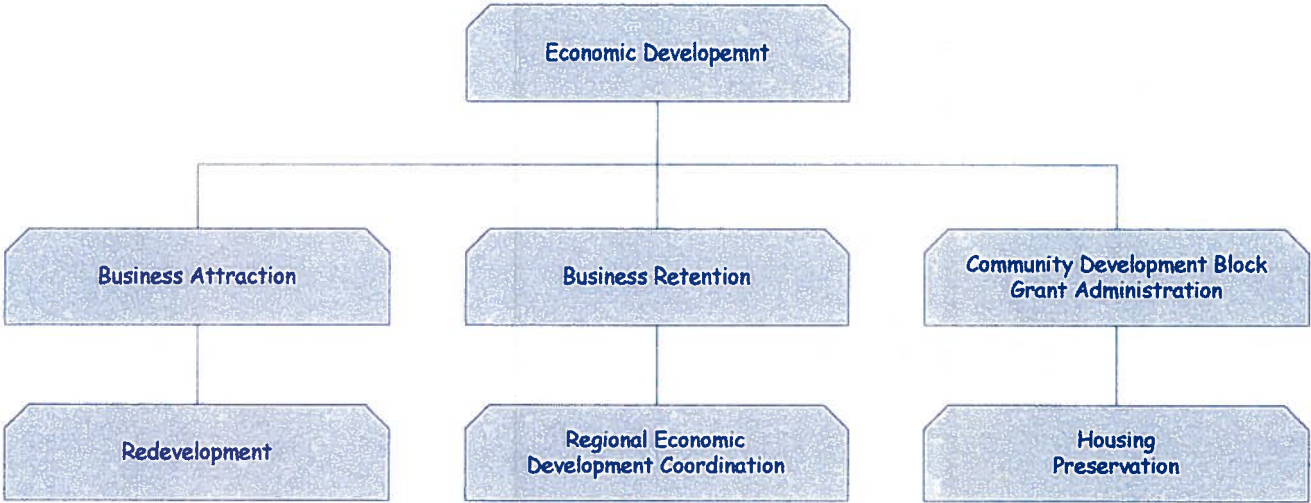 Economic Developemnt
Business Attraction
Business Retention
Community Development Block
Grant Administration
Redevelopment
Regional Economic
Development Coordination
Housing
Preservation